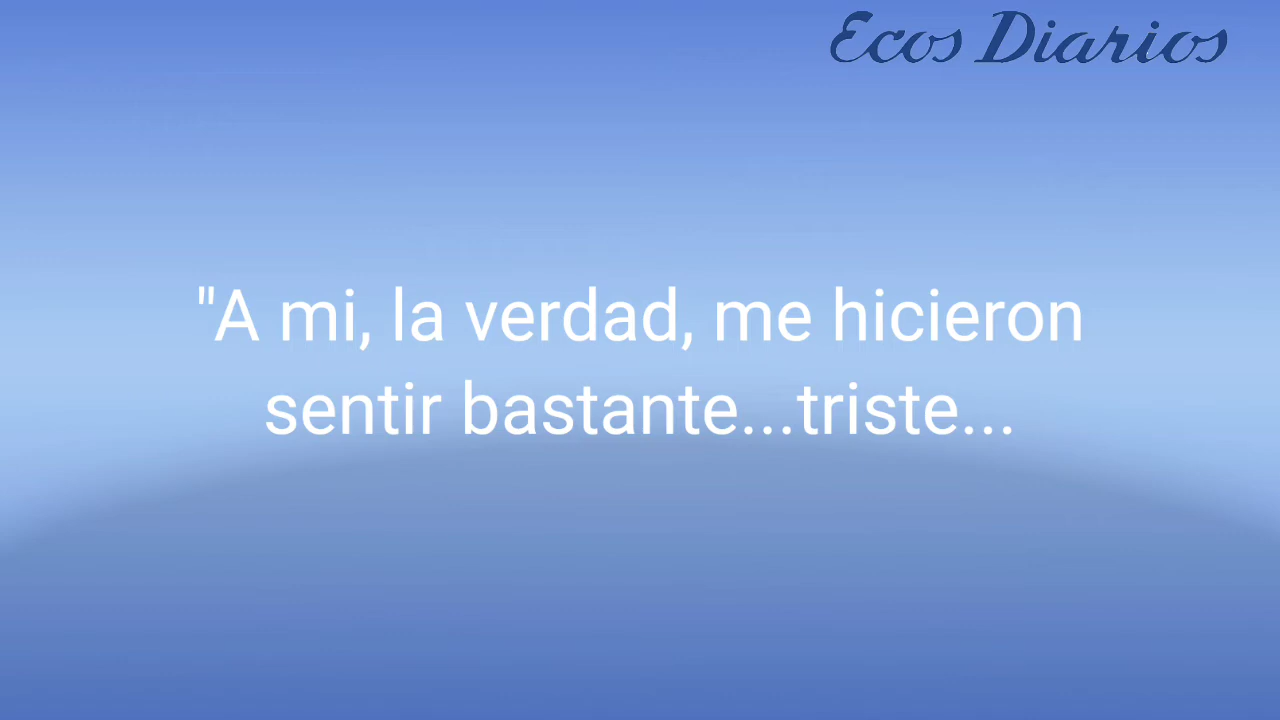 Ecos Diarios
"A mi, la verdad, me hicieron
sentir bastante...triste...